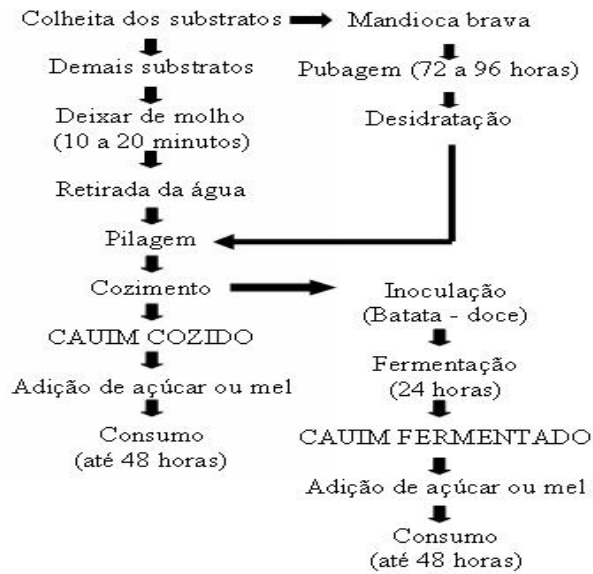 Colheita dos substratos
Mandioca brava
Demais substratos
Pubagem (72 a 96 horas)
Deixar de molho
(10 a 20 minutos)
Desidratação
Retirada da água
Pilagem
Cozimento
Inoculação
(Batata - doce)
CAUIM COZIDO
Fermentação
(24 horas)
Adição de açúcar ou mel
Consumo
(até 48 horas)
CAUIM FERMENTADO
Adição de açúcar ou mel
Consumo
(até 48 horas)